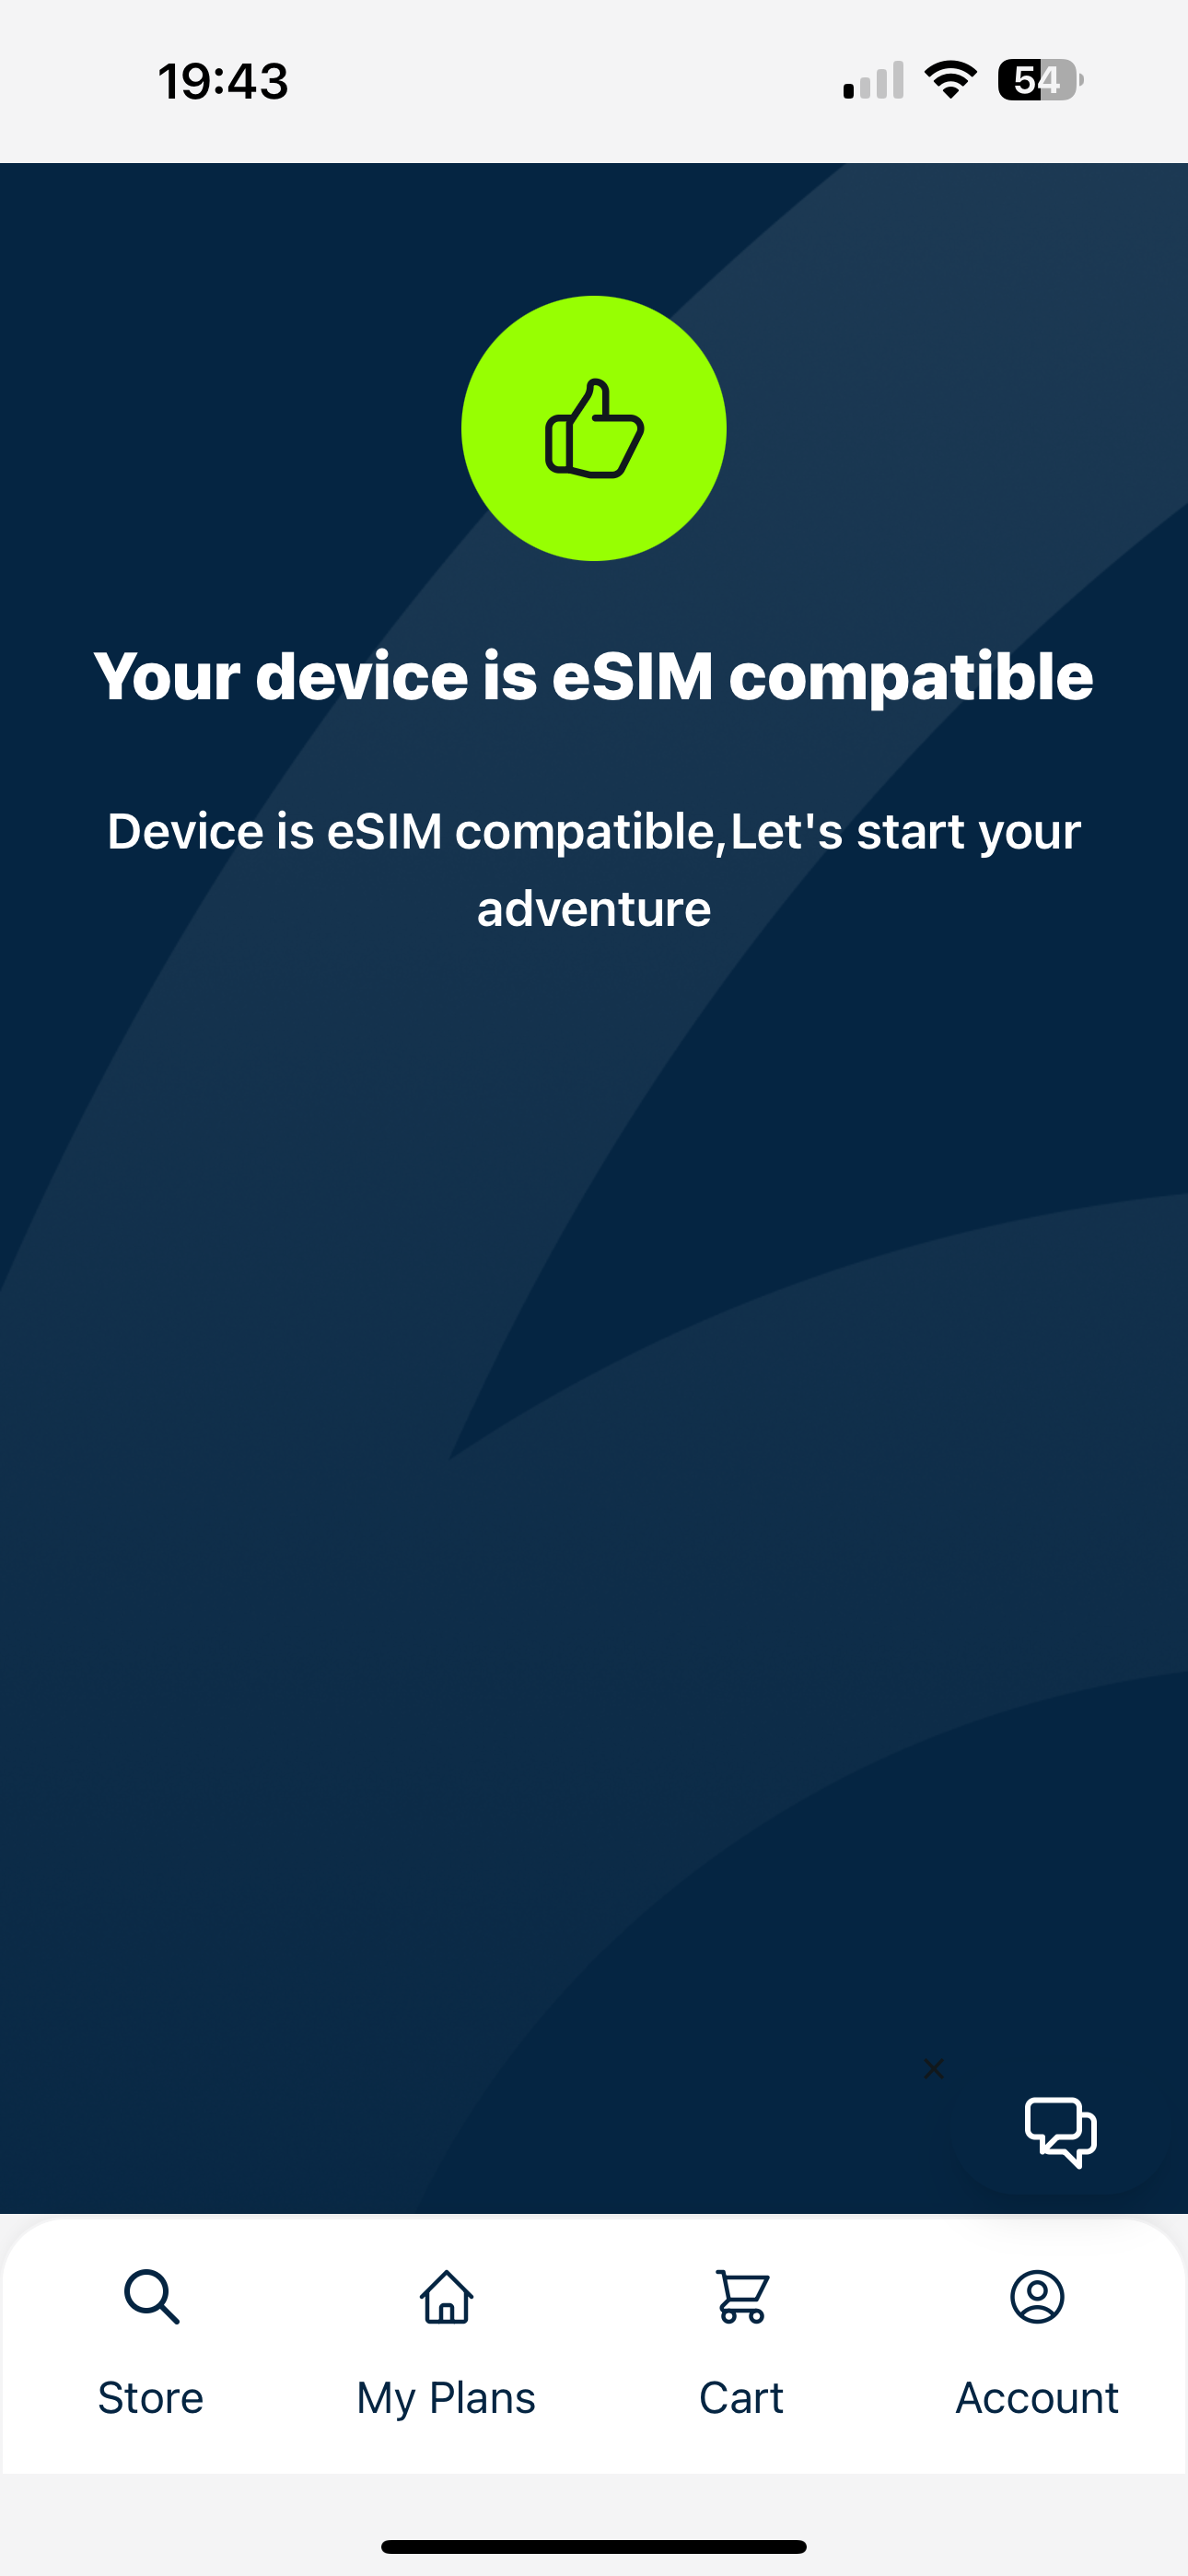 19:43
54
Your device is eSIM compatible
Device is eSIM compatible,Let's start your
adventure
Store
My Plans
Cart
Account